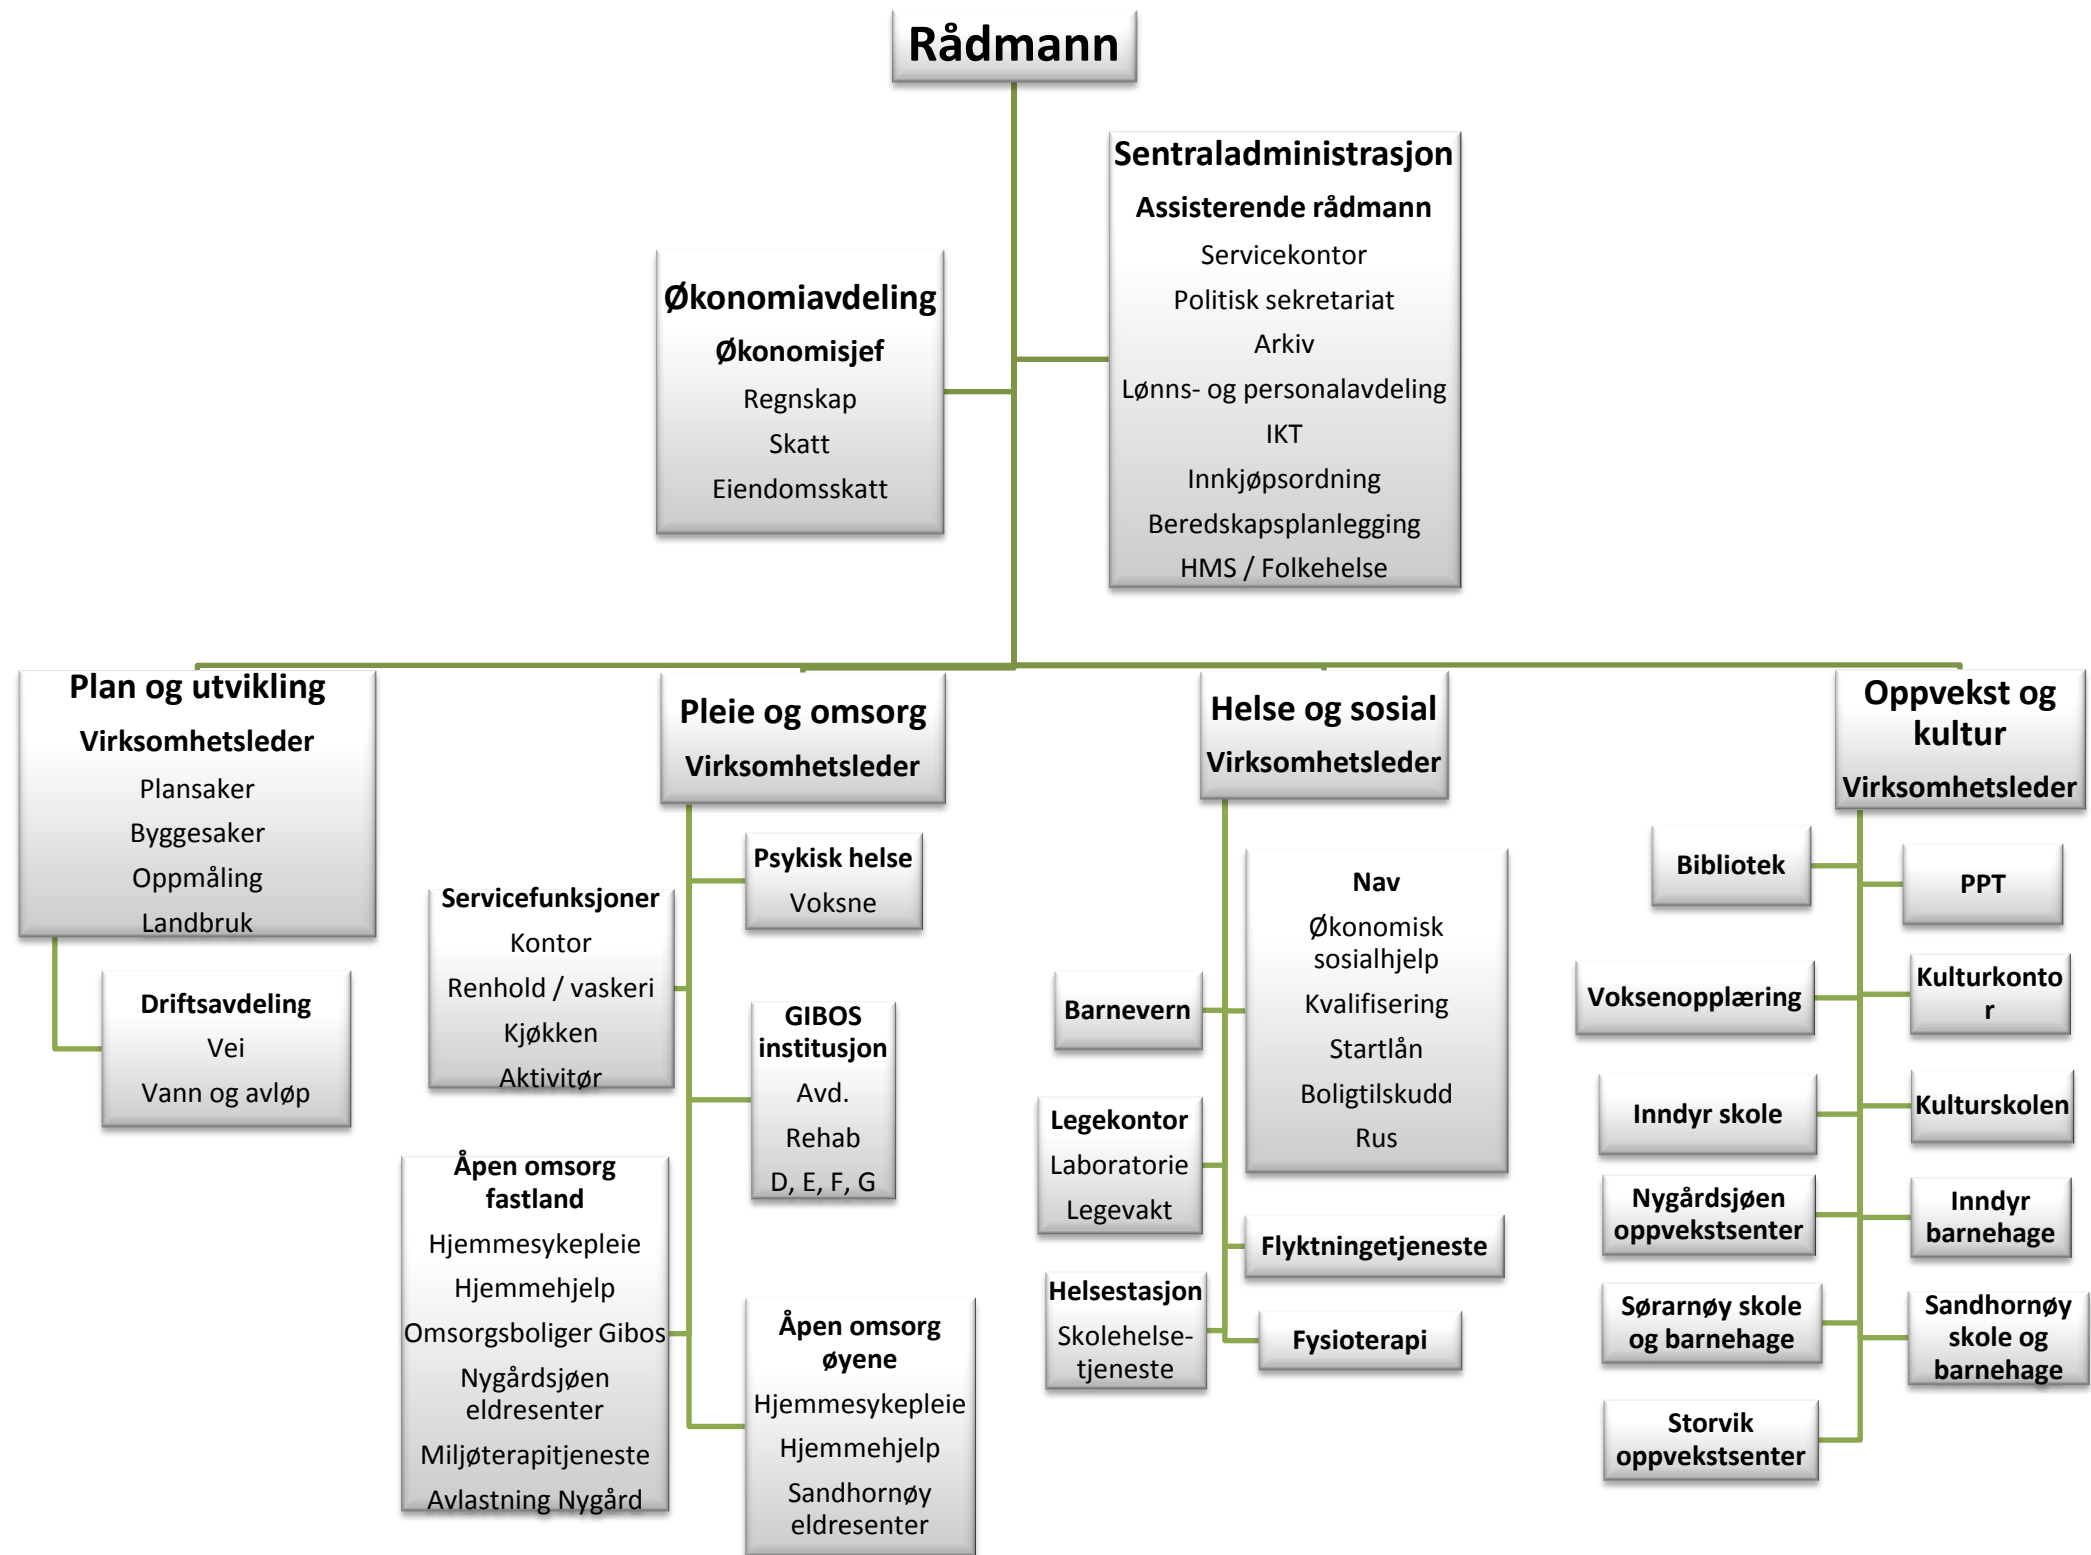 Rådmann
Sentraladministrasjon
Assisterende rådmann
Servicekontor
Politisk sekretariat
Arkiv
Lønns- og personalavdeling
IKT
Innkjøpsordning
Beredskapsplanlegging
HMS / Folkehelse
Økonomiavdeling
Økonomisjef
Regnskap
Skatt
Eiendomsskatt
Plan og utvikling
Virksomhetsleder
Plansaker
Byggesaker
Oppmåling
Landbruk
Driftsavdeling
Vei
Vann og avløp
Pleie og omsorg
Virksomhetsleder
Psykisk helse
Voksne
Servicefunksjoner
Kontor
Renhold / vaskeri
Kjøkken
Aktivitør
GIBOS
institusjon
Avd.
Rehab
D, E, F, G
Åpen omsorg
fastland
Hjemmesykepleie
Hjemmehjelp
Omsorgsboliger Gibos
Nygårdsjøen
eldresenter
Miljøterapitjeneste
Avlastning Nygård
Åpen omsorg
øyene
Hjemmesykepleie
Hjemmehjelp
Sandhornøy
eldresenter
Helse og sosial
Virksomhetsleder
Nav
Økonomisk
sosialhjelp
Kvalifisering
Startlån
Boligtilskudd
Rus
Barnevern
Legekontor
Laboratorie
Legevakt
Flyktningetjeneste
Helsestasjon
Skolehelse-
tjeneste
Fysioterapi
Oppvekst og
kultur
Virksomhetsleder
Bibliotek
PPT
Voksenopplæring
Kulturkonto
r
Inndyr skole
Kulturskolen
Nygårdsjøen
oppvekstsenter
Inndyr
barnehage
Sørarnøy skole
og barnehage
Sandhornøy
skole og
barnehage
Storvik
oppvekstsenter